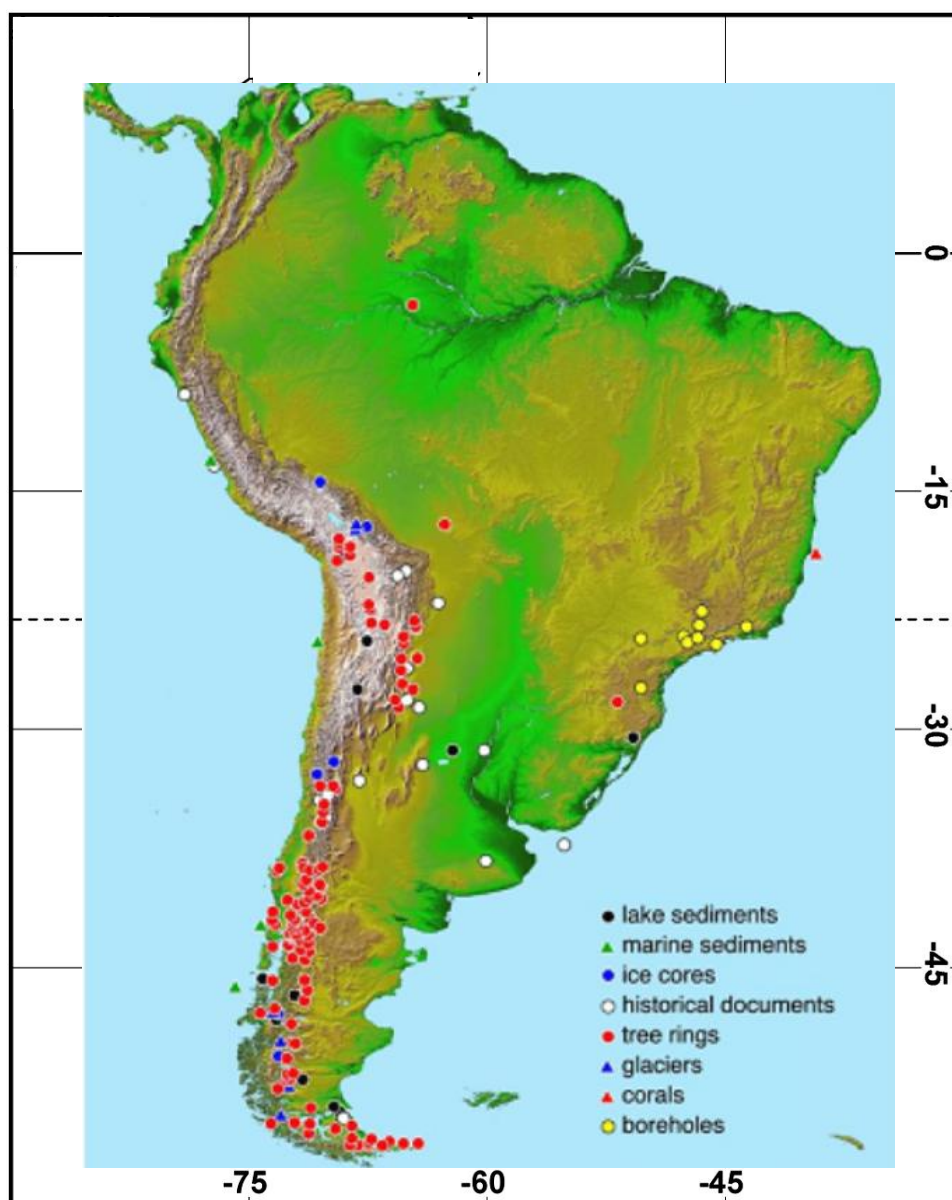 0
-15
-30
lake sediments
marine sediments
ice cores
-45
historical documents
tree rings
glaciers
corals
boreholes
-75
-60
-45